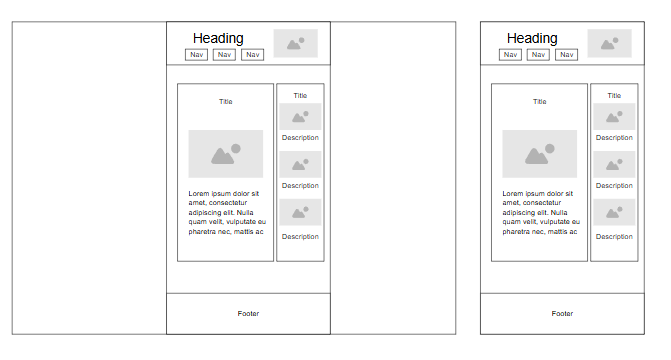 Heading
Nav Nav Nav
Title
Lorem ipsum dolor sit
amet, consectetur
adipiscing elit. Nulla
quam velit, vulputate eu
pharetra nec, mattis ac
Title
Description
Description
Description
Footer
Heading
Nav Nav Nav
Title
Lorem ipsum dolor sit
amet, consectetur
adipiscing elit. Nulla
quam velit, vulputate eu
pharetra nec, mattis ac
Title
Description
Description
Description
Footer